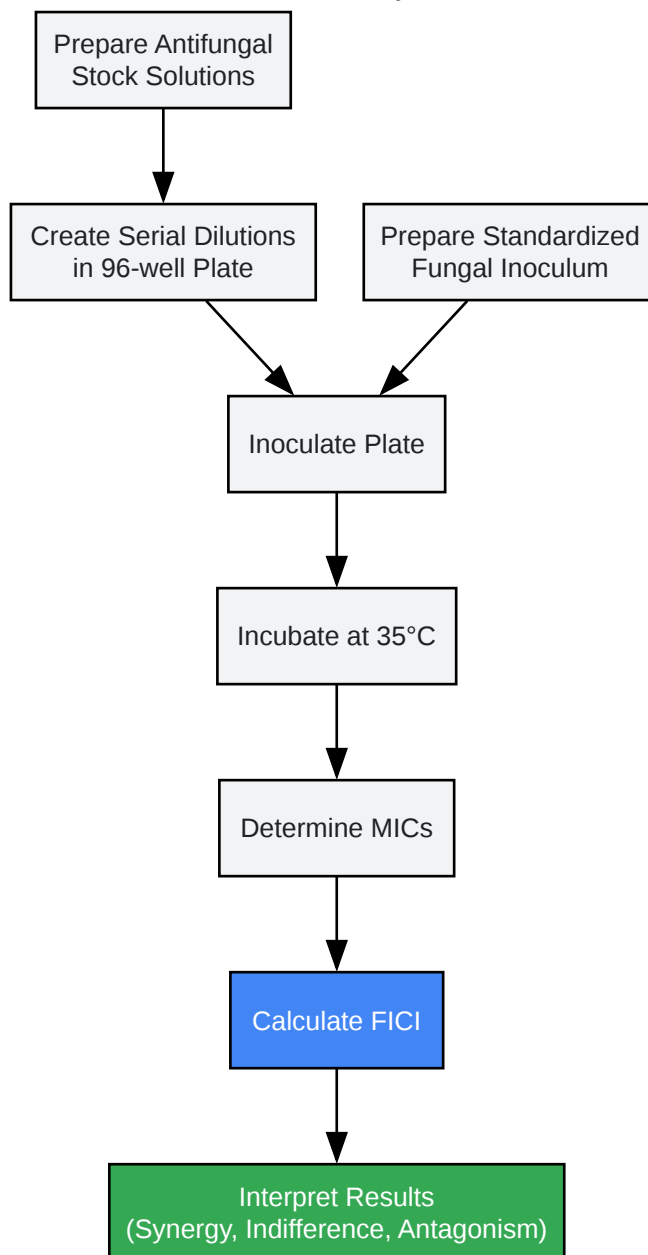 Prepare Antifungal
Stock Solutions
Create Serial Dilutions
in 96-well Plate
Prepare Standardized
Fungal Inoculum
Inoculate Plate
Incubate at 35°C
Determine MICs
Calculate FICI
Interpret Results
(Synergy, Indifference, Antagonism)